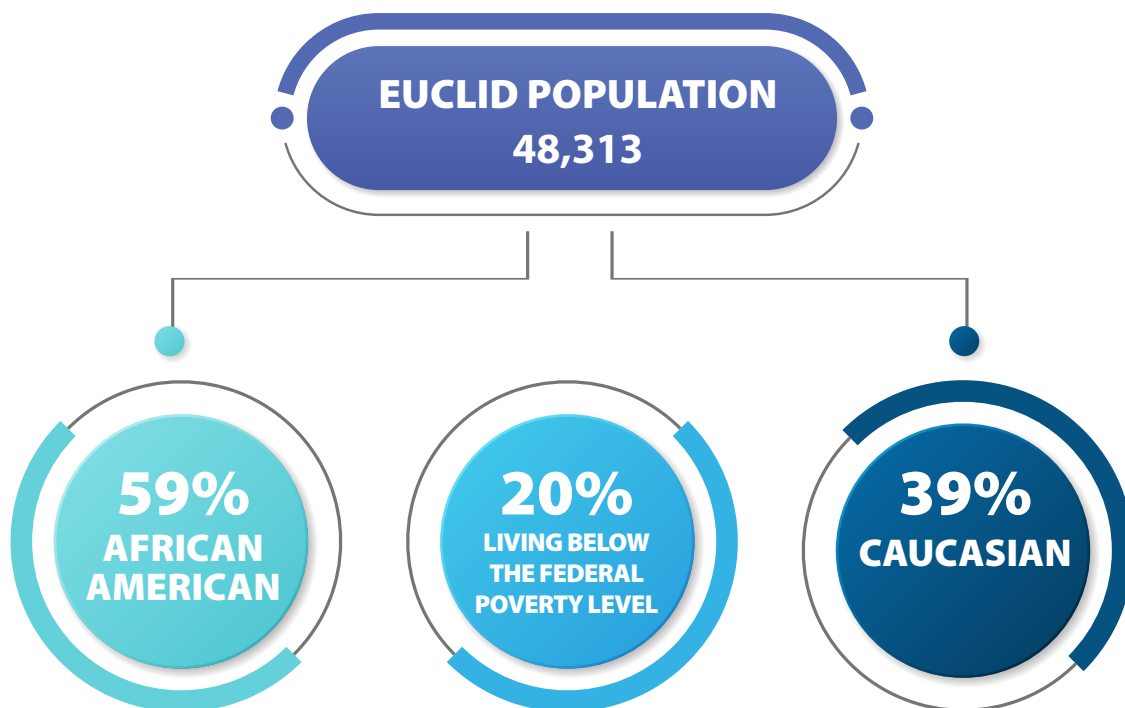 EUCLID POPULATION
48,313
59%
AFRICAN
AMERICAN
20%
LIVING BELOW
THE FEDERAL
POVERTY LEVEL
39%
CAUCASIAN